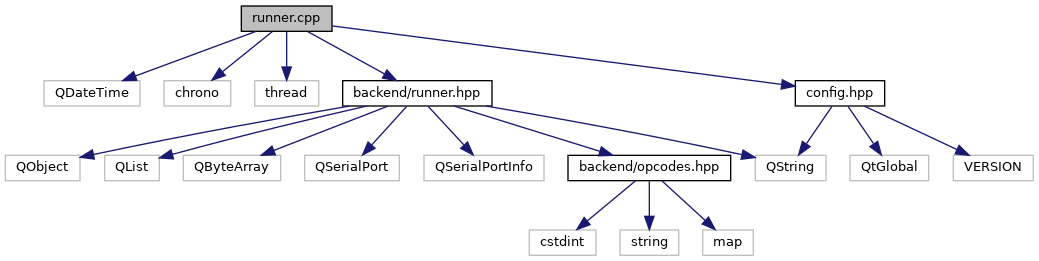 runner.cpp
QDateTime
chrono
thread
backend/runner.hpp
config.hpp
QObject
QList
QByteArray
QSerialPort
QSerialPortInfo
backend/opcodes.hpp
QString
QtGlobal
VERSION
cstdint
string
map